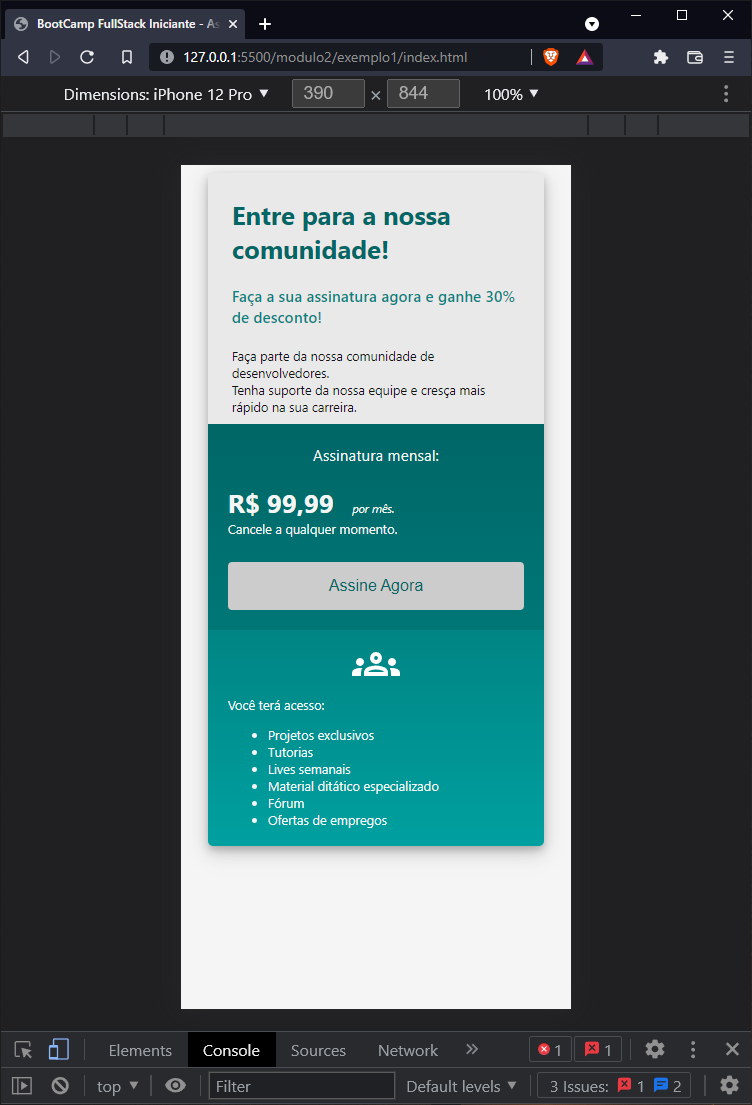 BootCamp FullStack Iniciante - As
127.0.0.1:5500/modulo2/exemplo1/index.html
Dimensions: iPhone 12 Pro ▼ 390 × 844 100% ▼
Entre para a nossa
comunidade!
Faça a sua assinatura agora e ganhe 30%
de desconto!
Faça parte da nossa comunidade de
desenvolvedores.
Tenha suporte da nossa equipe e cresça mais
rápido na sua carreira.
Assinatura mensal:
R$ 99,99 por mês.
Cancele a qualquer momento.
Assine Agora
Você terá acesso:
• Projetos exclusivos
• Tutorias
• Lives semanais
• Material ditático especializado
• Fórum
• Ofertas de empregos
Elements Console Sources Network » 1 1
top ▼ Filter Default levels ▼ 3 Issues: 1 2